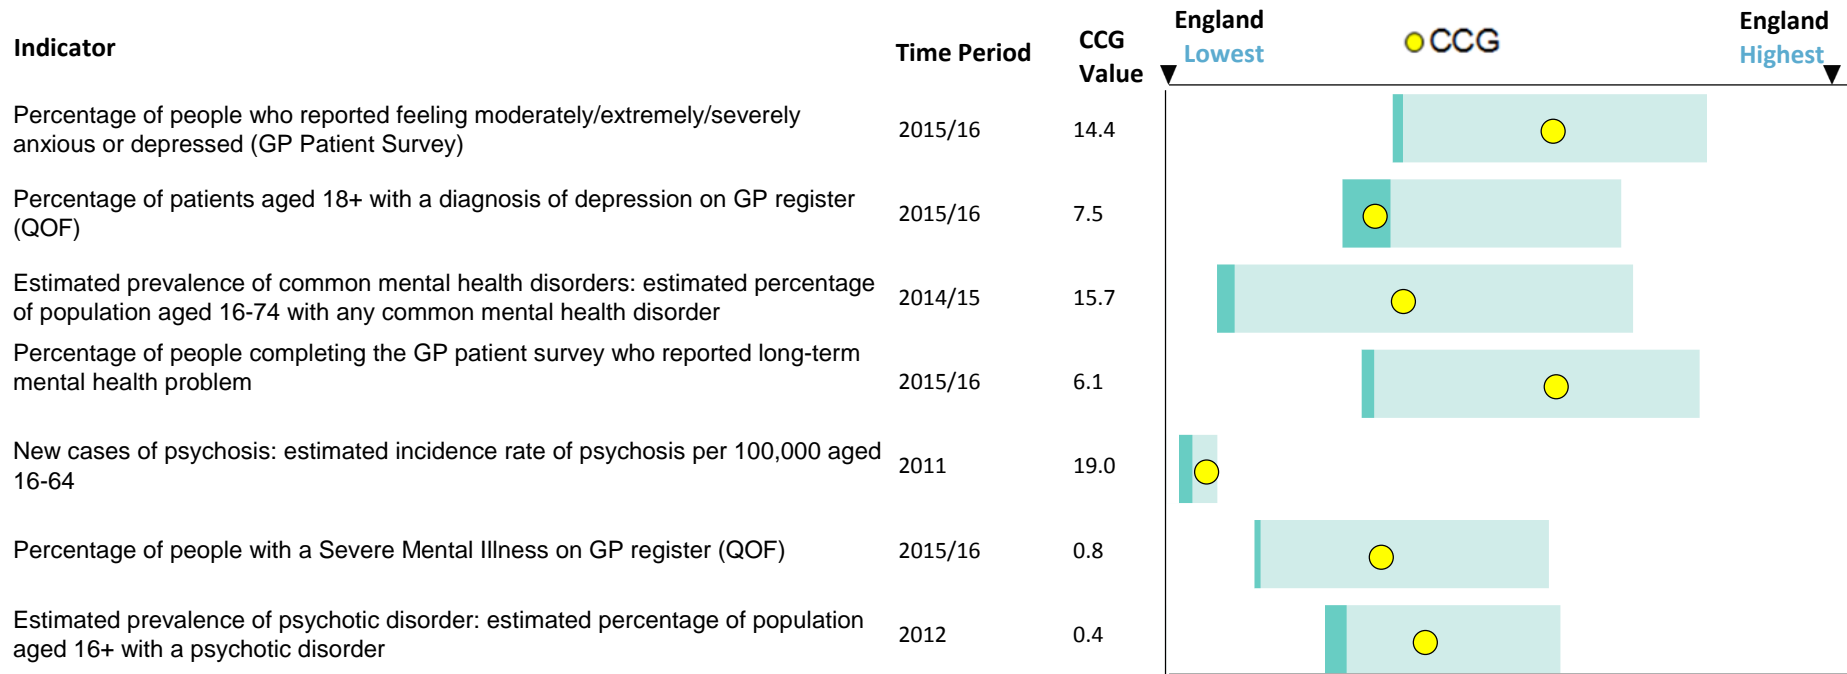 Indicator
Time Period
CCG
Value
England
Lowest
CCG
England
Highest
Percentage of people who reported feeling moderately/extremely/severely
anxious or depressed (GP Patient Survey)
2015/16
14.4
Percentage of patients aged 18+ with a diagnosis of depression on GP register
(QOF)
2015/16
7.5
Estimated prevalence of common mental health disorders: estimated percentage
of population aged 16-74 with any common mental health disorder
2014/15
15.7
Percentage of people completing the GP patient survey who reported long-term
mental health problem
2015/16
6.1
New cases of psychosis: estimated incidence rate of psychosis per 100,000 aged
16-64
2011
19.0
Percentage of people with a Severe Mental Illness on GP register (QOF)
2015/16
0.8
Estimated prevalence of psychotic disorder: estimated percentage of population
aged 16+ with a psychotic disorder
2012
0.4